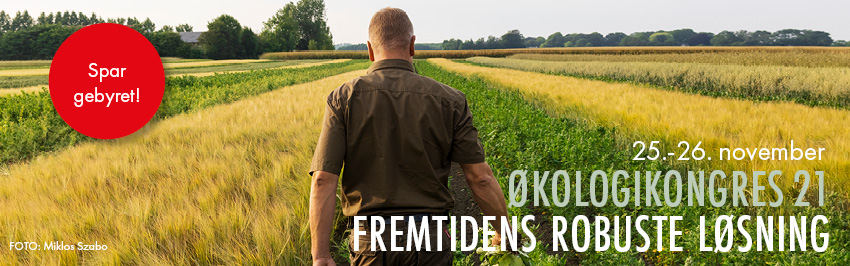 Spar
gebyret!
25.-26. november
ØKOLOGIKONGRES 21
FREMTIDENS ROBUSTE LØSNING
FOTO: Miklos Szabo